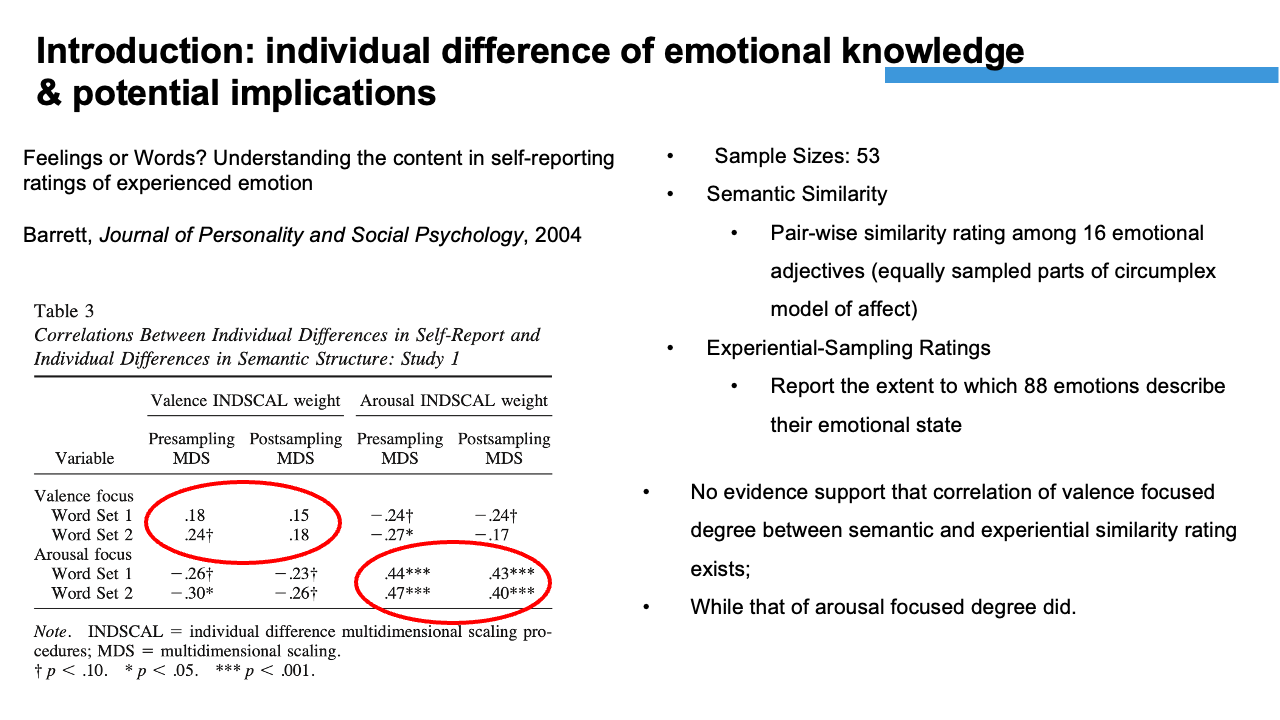 Introduction: individual difference of emotional knowledge
& potential implications
Feelings or Words? Understanding the content in self-reporting
ratings of experienced emotion
Barrett, Journal of Personality and Social Psychology, 2004
Table 3
Correlations Between Individual Differences in Self-Report and
Individual Differences in Semantic Structure: Study 1
Valence INDSCAL weight Arousal INDSCAL weight
Presampling Postsampling Presampling Postsampling
Variable MDS MDS MDS MDS
Valence focus
Word Set 1 .18 .15 −.24† −.24†
Word Set 2 .24† .18 −.27* −.17
Arousal focus
Word Set 1 −.26† −.23† .44*** .43***
Word Set 2 −.30* −.26† .47*** .40***
Note. INDSCAL = individual difference multidimensional scaling pro-
cedures; MDS = multidimensional scaling.
† p < .10. * p < .05. *** p < .001.
• Sample Sizes: 53
• Semantic Similarity
• Pair-wise similarity rating among 16 emotional
adjectives (equally sampled parts of circumplex
model of affect)
• Experiential-Sampling Ratings
• Report the extent to which 88 emotions describe
their emotional state
• No evidence support that correlation of valence focused
degree between semantic and experiential similarity rating
exists;
• While that of arousal focused degree did.